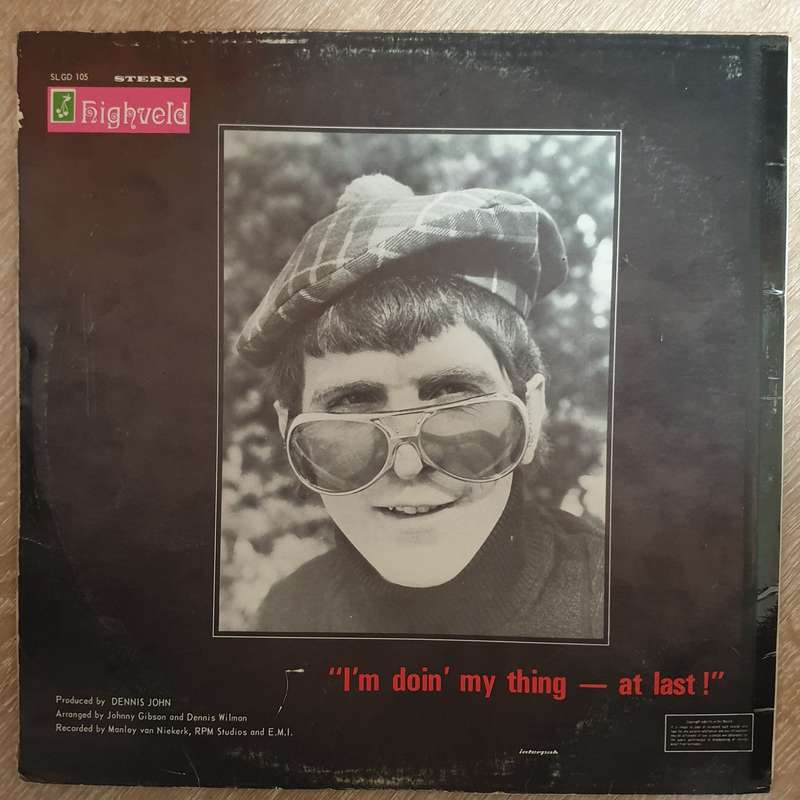 SLGD 105 STEREO
highveld
"I'm doin' my thing — at last!"
Produced by DENNIS JOHN
Arranged by Johnny Gibson and Dennis Wilman
Recorded by Manley van Niekerk, RPM Studios and E.M.I.
interpak